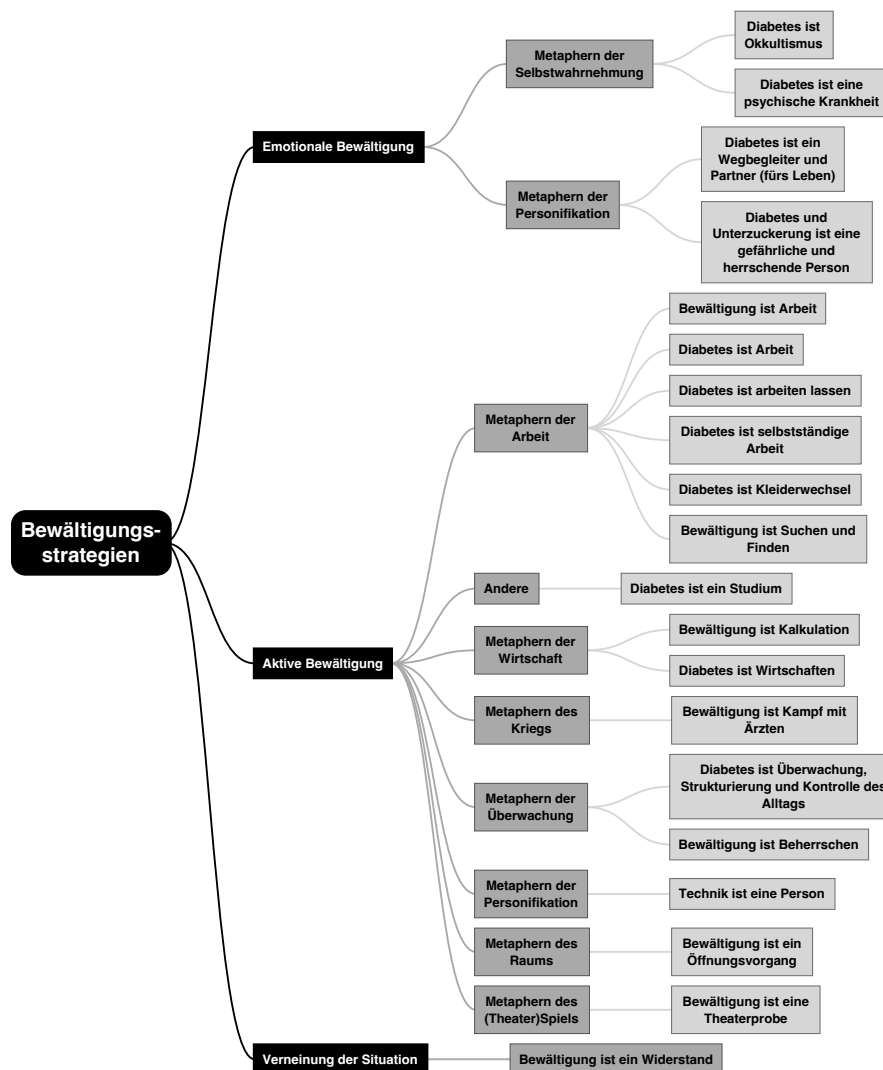 Bewältigungs-
strategien
Emotionale Bewältigung
Metaphern der
Selbstwahrnehmung
Diabetes ist
Okkultismus
Diabetes ist eine
psychische Krankheit
Metaphern der
Personifikation
Diabetes ist ein
Wegbegleiter und
Partner (fürs Leben)
Diabetes und
Unterzuckerung ist eine
gefährliche und
herrschende Person
Aktive Bewältigung
Metaphern der
Arbeit
Bewältigung ist Arbeit
Diabetes ist Arbeit
Diabetes ist arbeiten lassen
Diabetes ist selbstständige
Arbeit
Diabetes ist Kleiderwechsel
Bewältigung ist Suchen und
Finden
Andere
Diabetes ist ein Studium
Metaphern der
Wirtschaft
Bewältigung ist Kalkulation
Diabetes ist Wirtschaften
Metaphern des
Kriegs
Bewältigung ist Kampf mit
Ärzten
Metaphern der
Überwachung
Diabetes ist Überwachung,
Strukturierung und Kontrolle des
Alltags
Bewältigung ist Beherrschen
Metaphern der
Personifikation
Technik ist eine Person
Metaphern des
Raums
Bewältigung ist ein
Öffnungsvorgang
Metaphern des
(Theater)Spiels
Bewältigung ist eine
Theaterprobe
Verneinung der Situation
Bewältigung ist ein Widerstand